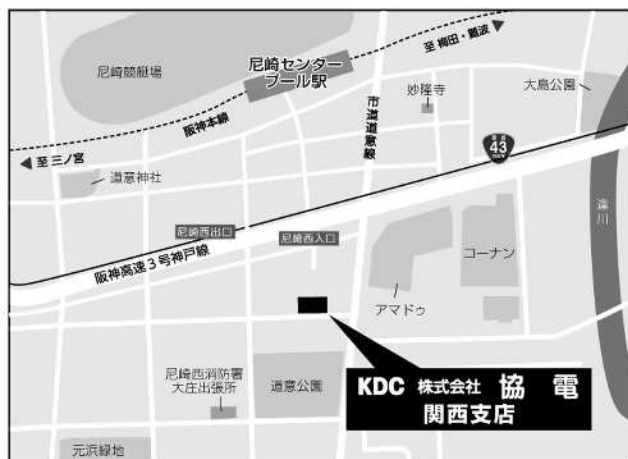 至 梅田・難波
尼崎競艇場
尼崎センター
プール駅
妙隆寺
大島公園
阪神本線
市道道意線
43
至 三ノ宮
道意神社
尼崎西出口
尼崎西入口
阪神高速3号神戸線
コーナン
蓬川
アマドゥ
尼崎西消防署
大庄出張所
道意公園
元浜緑地
KDC 株式会社 協 電
関西支店